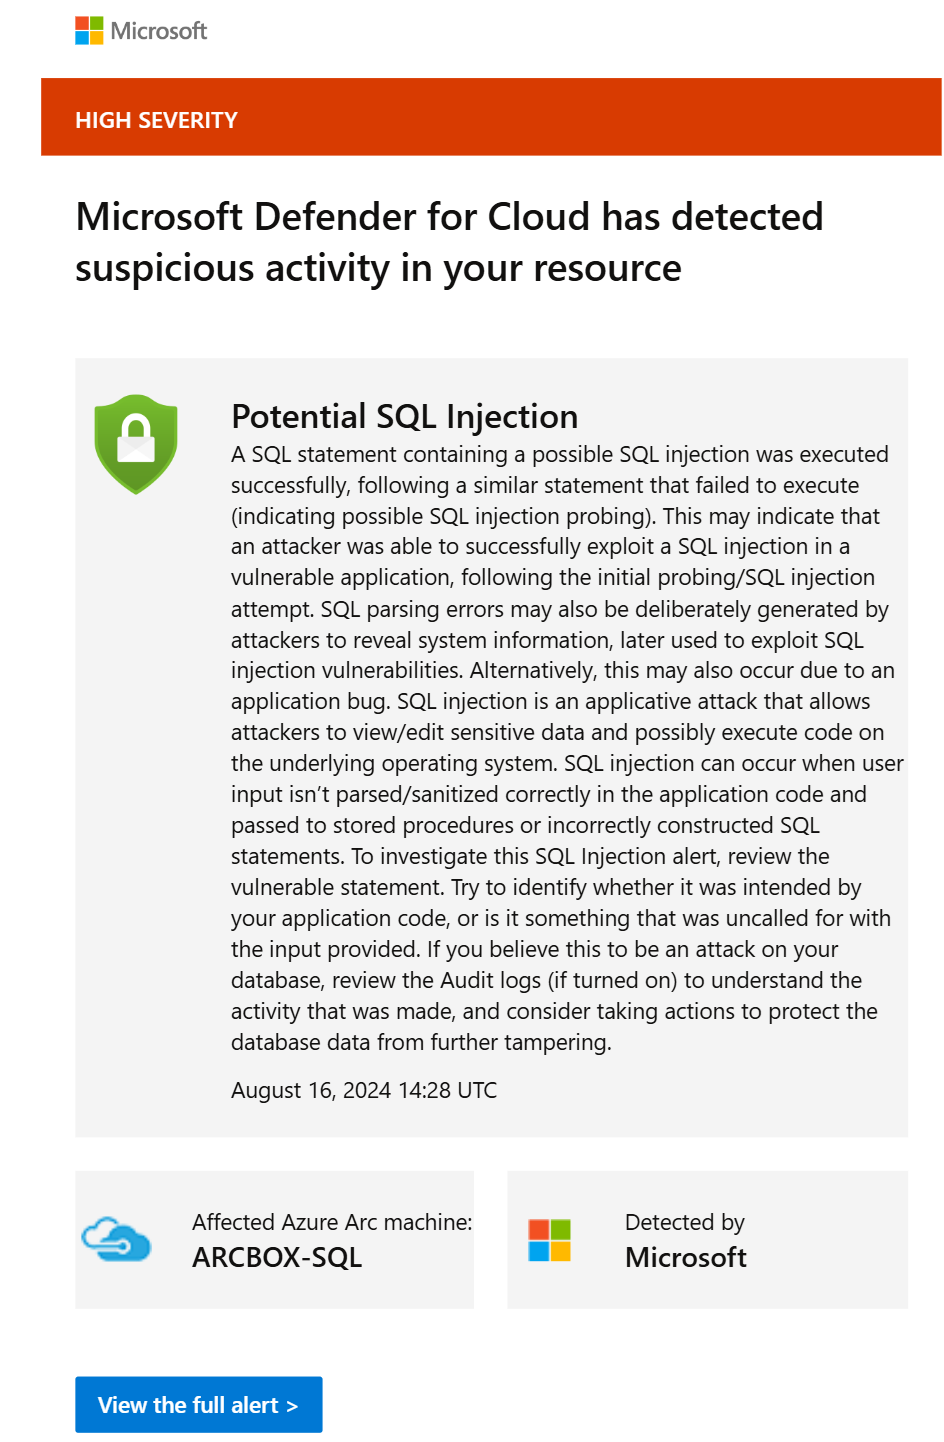 Microsoft
HIGH SEVERITY
Microsoft Defender for Cloud has detected
suspicious activity in your resource
Potential SQL Injection
A SQL statement containing a possible SQL injection was executed
successfully, following a similar statement that failed to execute
(indicating possible SQL injection probing). This may indicate that
an attacker was able to successfully exploit a SQL injection in a
vulnerable application, following the initial probing/SQL injection
attempt. SQL parsing errors may also be deliberately generated by
attackers to reveal system information, later used to exploit SQL
injection vulnerabilities. Alternatively, this may also occur due to an
application bug. SQL injection is an applicative attack that allows
attackers to view/edit sensitive data and possibly execute code on
the underlying operating system. SQL injection can occur when user
input isn’t parsed/sanitized correctly in the application code and
passed to stored procedures or incorrectly constructed SQL
statements. To investigate this SQL Injection alert, review the
vulnerable statement. Try to identify whether it was intended by
your application code, or is it something that was uncalled for with
the input provided. If you believe this to be an attack on your
database, review the Audit logs (if turned on) to understand the
activity that was made, and consider taking actions to protect the
database data from further tampering.
August 16, 2024 14:28 UTC
Affected Azure Arc machine:
ARCBOX-SQL
Detected by
Microsoft
View the full alert >